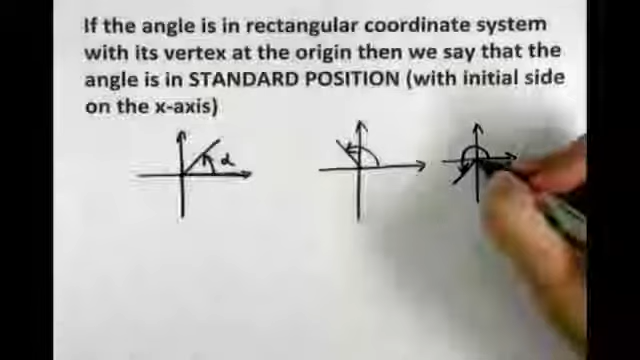 If the angle is in rectangular coordinate system
with its vertex at the origin then we say that the
angle is in STANDARD POSITION (with initial side
on the x-axis)
α